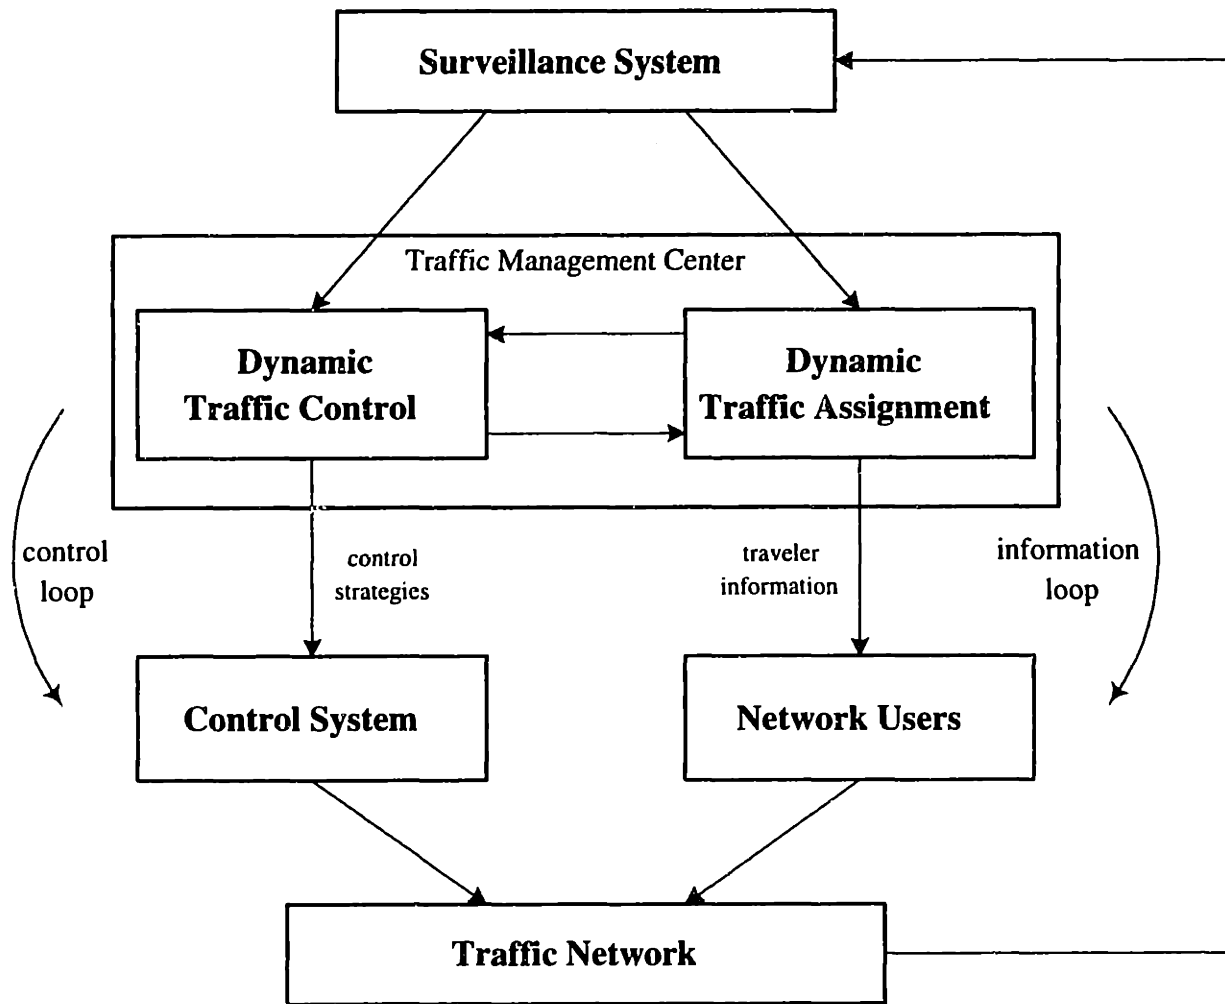 Surveillance System
Traffic Management Center
Dynamic
Traffic Control
Dynamic
Traffic Assignment
control
loop
control
strategies
traveler
information
information
loop
Control System
Network Users
Traffic Network